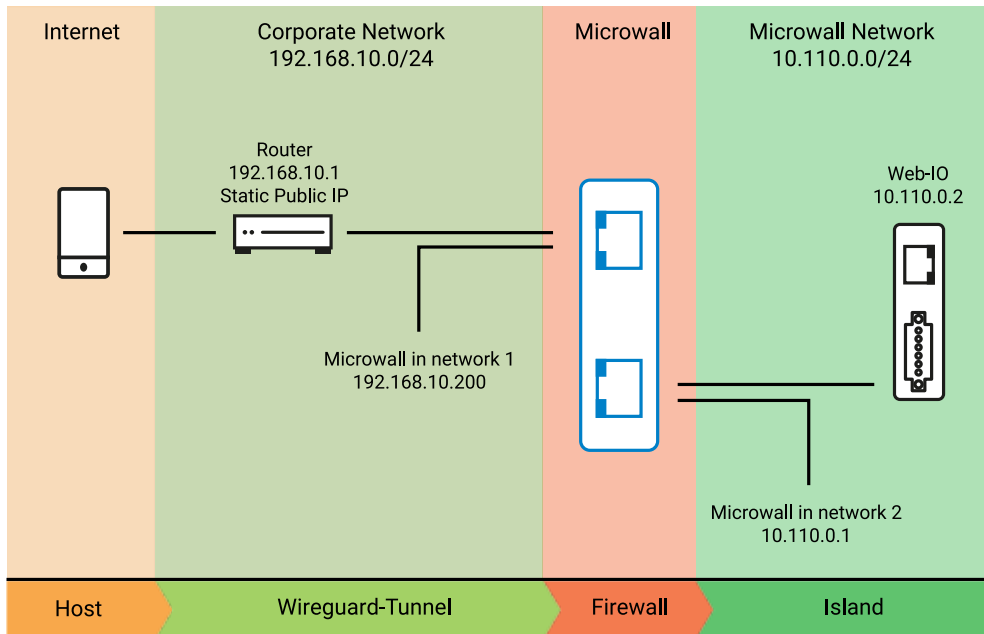 Internet
Corporate Network
192.168.10.0/24
Microwall
Microwall Network
10.110.0.0/24
Router
192.168.10.1
Static Public IP
Web-IO
10.110.0.2
Microwall in network 1
192.168.10.200
Microwall in network 2
10.110.0.1
Host
Wireguard-Tunnel
Firewall
Island